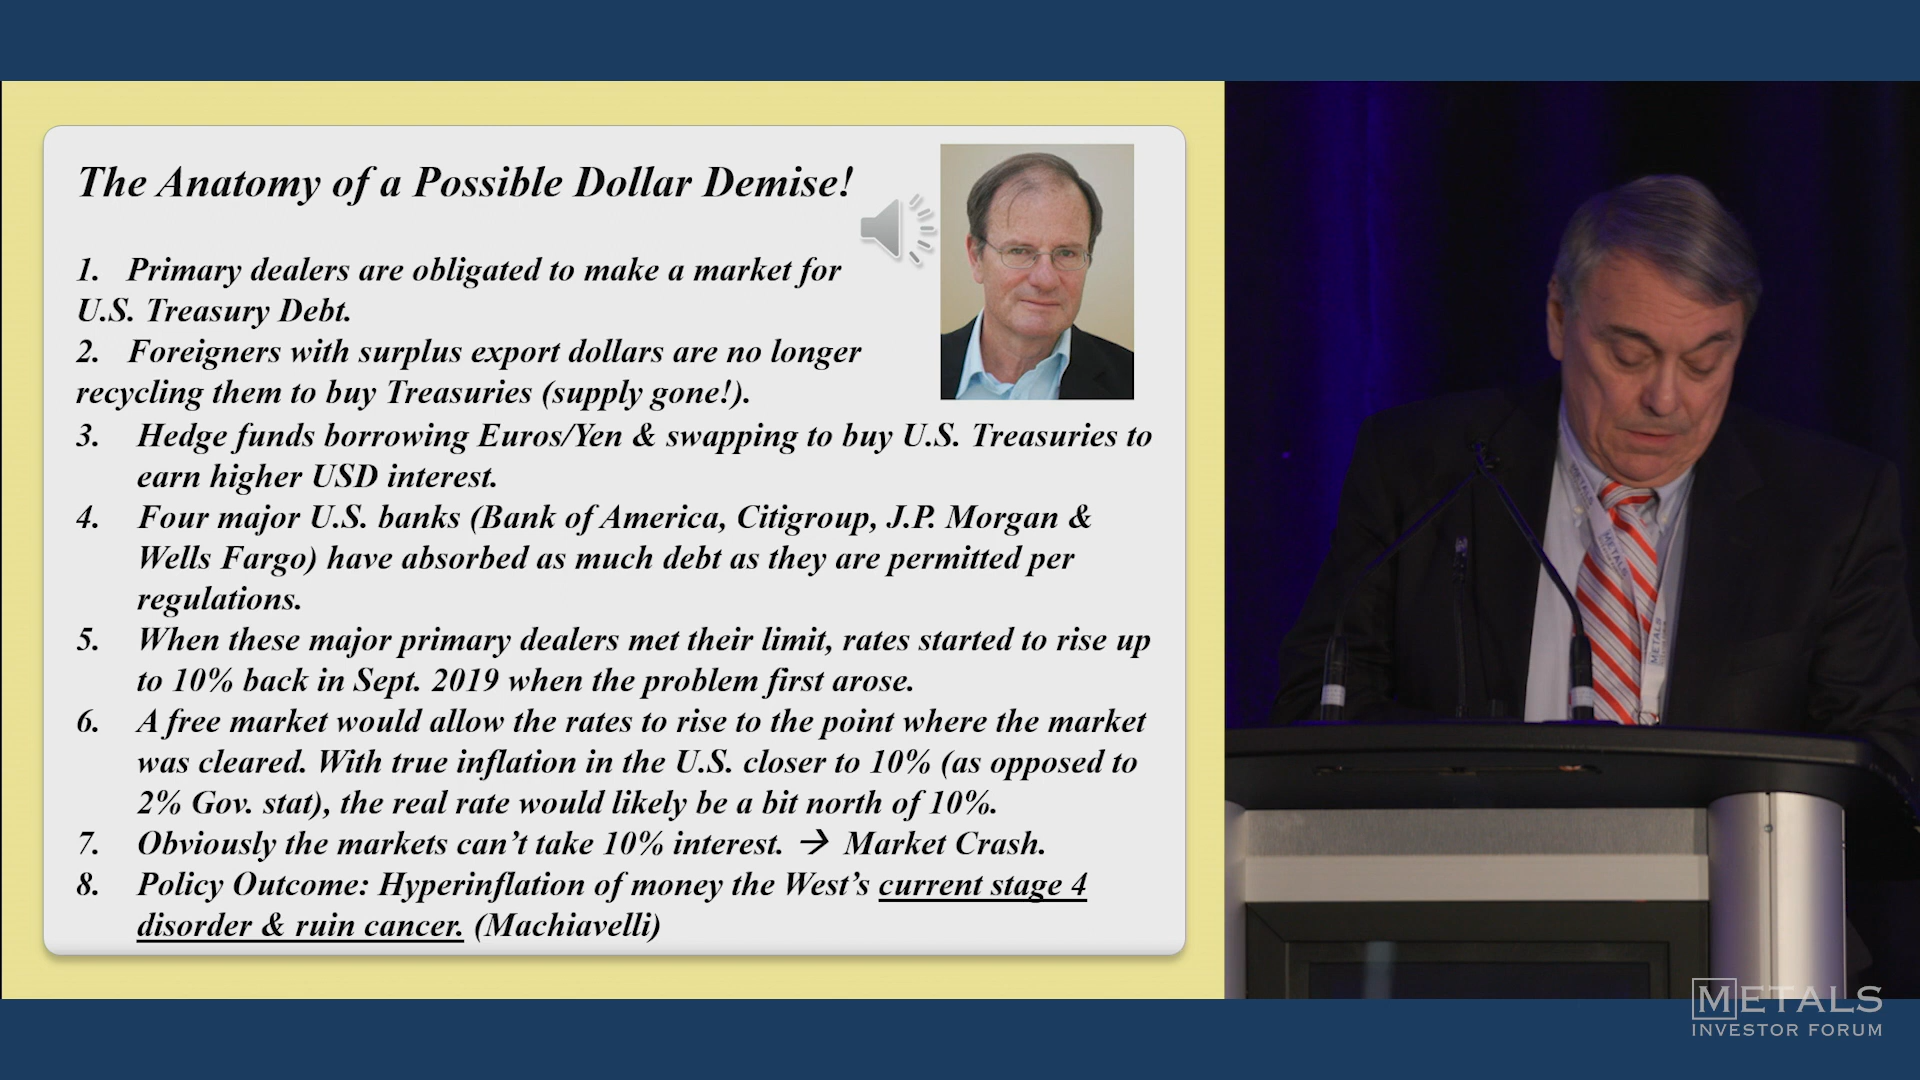 The Anatomy of a Possible Dollar Demise!
1. Primary dealers are obligated to make a market for
U.S. Treasury Debt.
2. Foreigners with surplus export dollars are no longer
recycling them to buy Treasuries (supply gone!).
3. Hedge funds borrowing Euros/Yen & swapping to buy U.S. Treasuries to
earn higher USD interest.
4. Four major U.S. banks (Bank of America, Citigroup, J.P. Morgan &
Wells Fargo) have absorbed as much debt as they are permitted per
regulations.
5. When these major primary dealers met their limit, rates started to rise up
to 10% back in Sept. 2019 when the problem first arose.
6. A free market would allow the rates to rise to the point where the market
was cleared. With true inflation in the U.S. closer to 10% (as opposed to
2% Gov. stat), the real rate would likely be a bit north of 10%.
7. Obviously the markets can’t take 10% interest. → Market Crash.
8. Policy Outcome: Hyperinflation of money the West’s current stage 4
disorder & ruin cancer. (Machiavelli)
METALS
METALS
METALS
INVESTOR FORUM